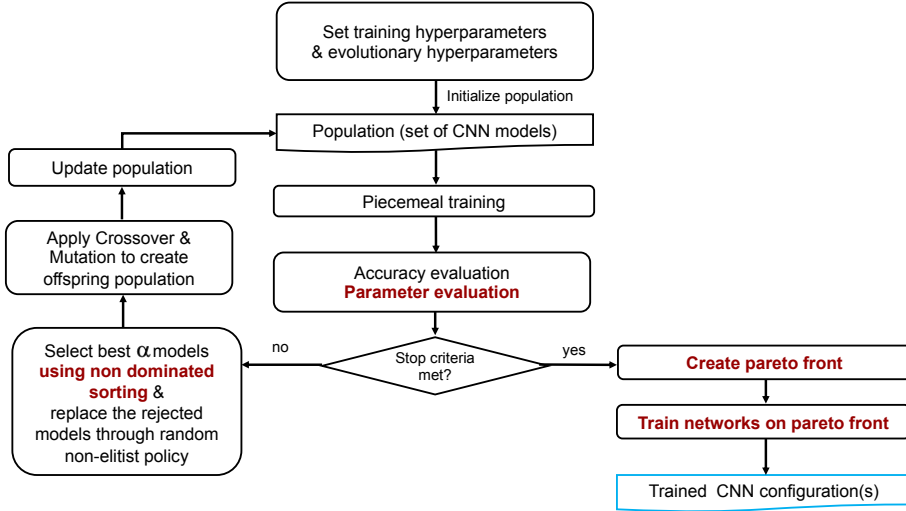 Set training hyperparameters
& evolutionary hyperparameters
Initialize population
Population (set of CNN models)
Update population
Piecemeal training
Apply Crossover &
Mutation to create
offspring population
Accuracy evaluation
Parameter evaluation
Select best α models
using non dominated
sorting &
replace the rejected
models through random
non-elitist policy
no
Stop criteria
met?
yes
Create pareto front
Train networks on pareto front
Trained CNN configuration(s)